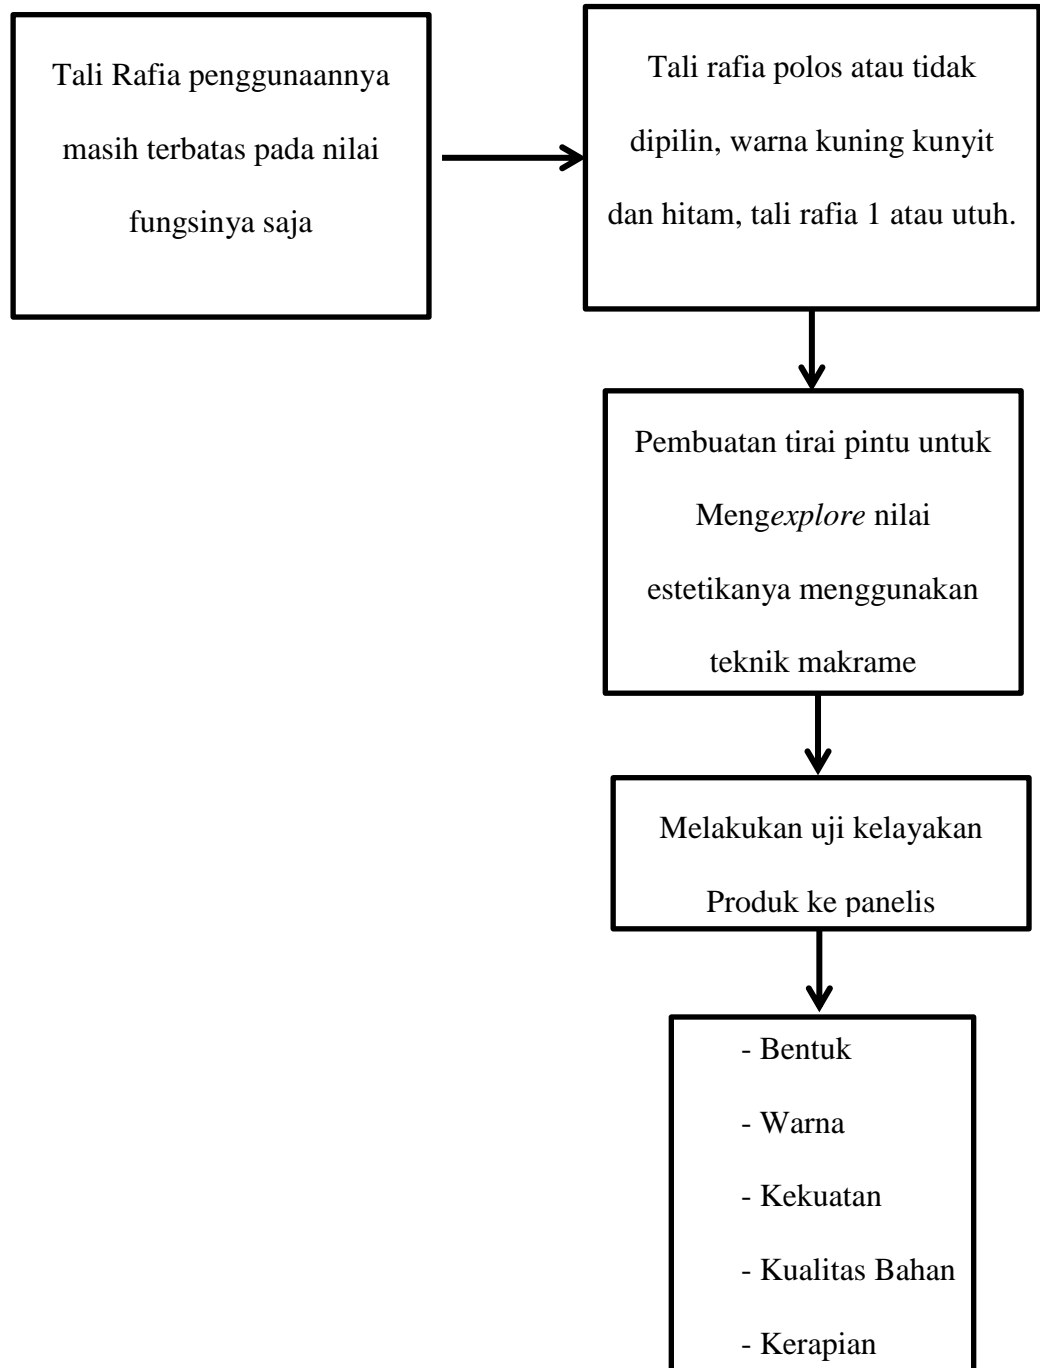 Tali Rafia penggunaannya
masih terbatas pada nilai
fungsinya saja
Tali rafia polos atau tidak
dipilin, warna kuning kunyit
dan hitam, tali rafia 1 atau utuh.
Pembuatan tirai pintu untuk
Mengexplore nilai
estetikanya menggunakan
teknik makrame
Melakukan uji kelayakan
Produk ke panelis
- Bentuk
- Warna
- Kekuatan
- Kualitas Bahan
- Kerapian